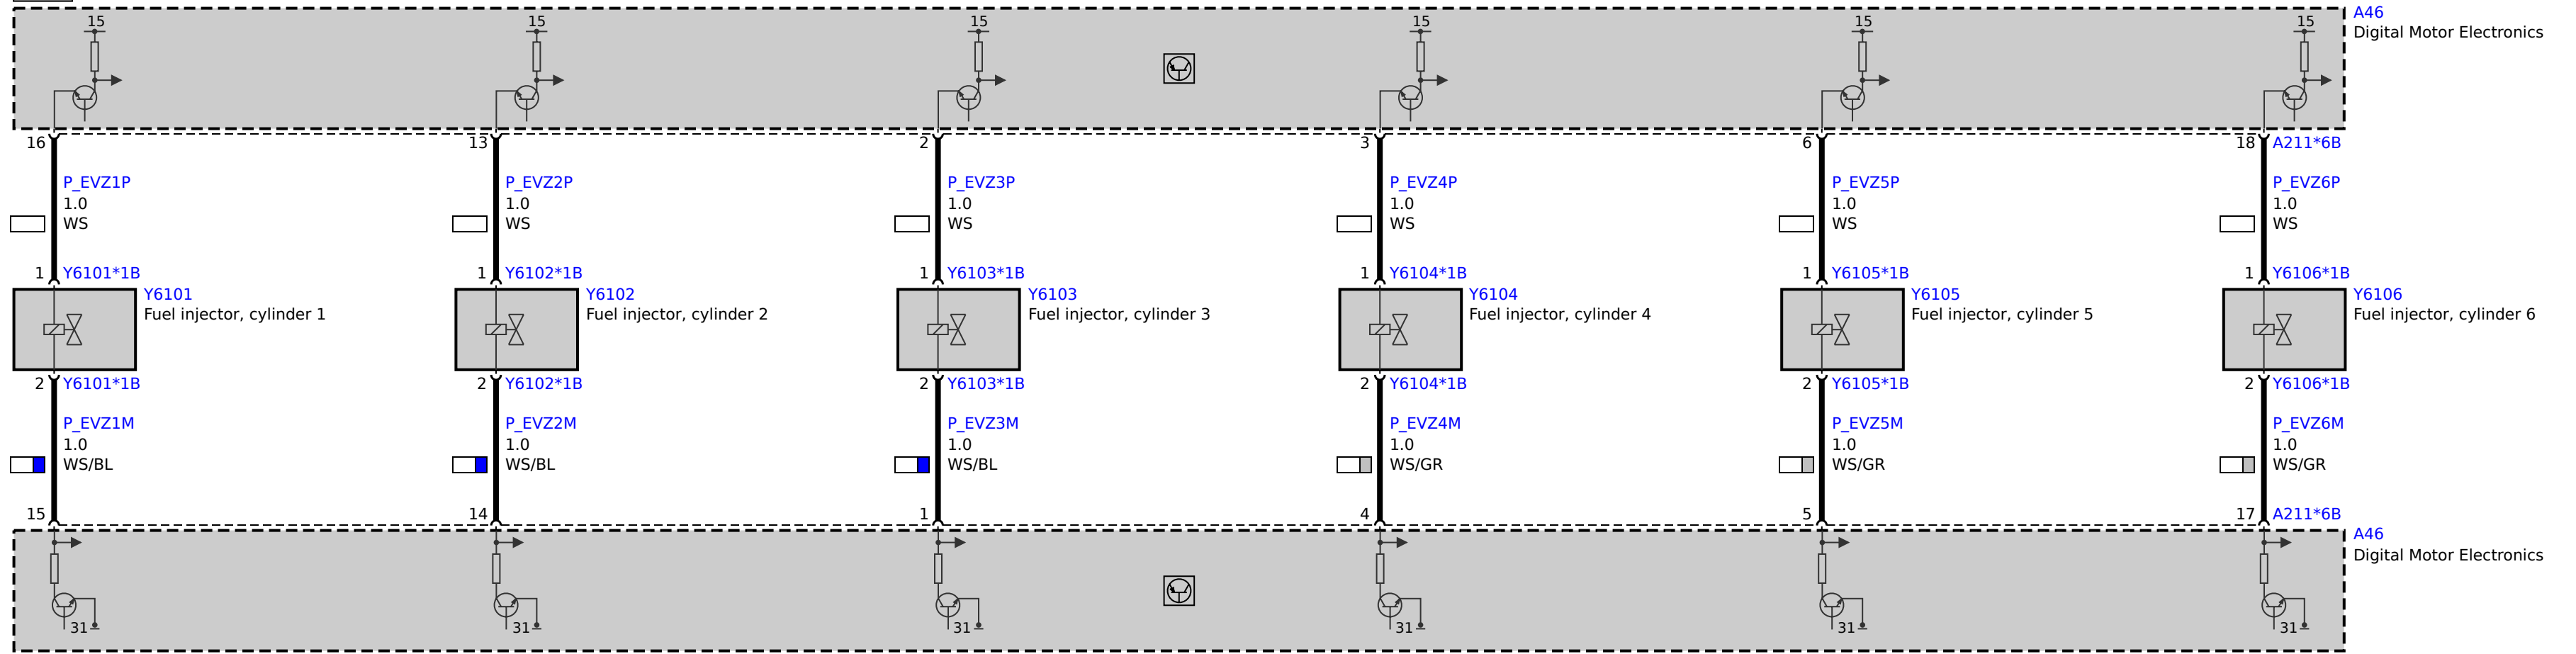 15 15 15 15 15 15
A46
Digital Motor Electronics
16 13 2 3 6 18 A211*6B
P_EVZ1P P_EVZ2P P_EVZ3P P_EVZ4P P_EVZ5P P_EVZ6P
1.0 1.0 1.0 1.0 1.0 1.0
WS WS WS WS WS WS
1 Y6101*1B 1 Y6102*1B 1 Y6103*1B 1 Y6104*1B 1 Y6105*1B 1 Y6106*1B
Y6101 Y6102 Y6103 Y6104 Y6105 Y6106
Fuel injector, cylinder 1 Fuel injector, cylinder 2 Fuel injector, cylinder 3 Fuel injector, cylinder 4 Fuel injector, cylinder 5 Fuel injector, cylinder 6
2 Y6101*1B 2 Y6102*1B 2 Y6103*1B 2 Y6104*1B 2 Y6105*1B 2 Y6106*1B
P_EVZ1M P_EVZ2M P_EVZ3M P_EVZ4M P_EVZ5M P_EVZ6M
1.0 1.0 1.0 1.0 1.0 1.0
WS/BL WS/BL WS/BL WS/GR WS/GR WS/GR
15 14 1 4 5 17 A211*6B
A46
Digital Motor Electronics
31 31 31 31 31 31